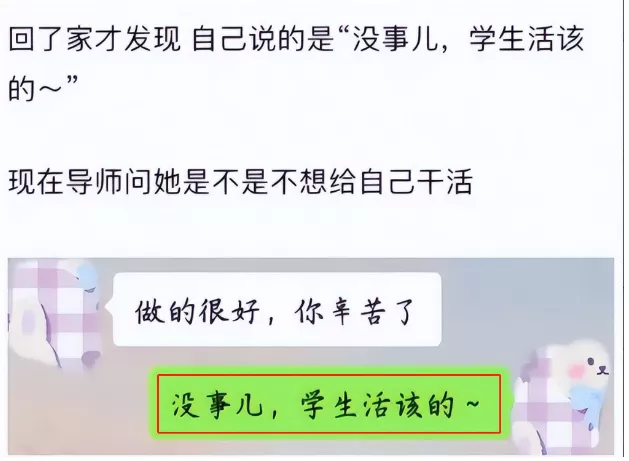 回了家才发现 自己说的是“没事儿，学生活该
的～”
现在导师问她是不是不想给自己干活
做的很好，你辛苦了
没事儿，学生活该的~